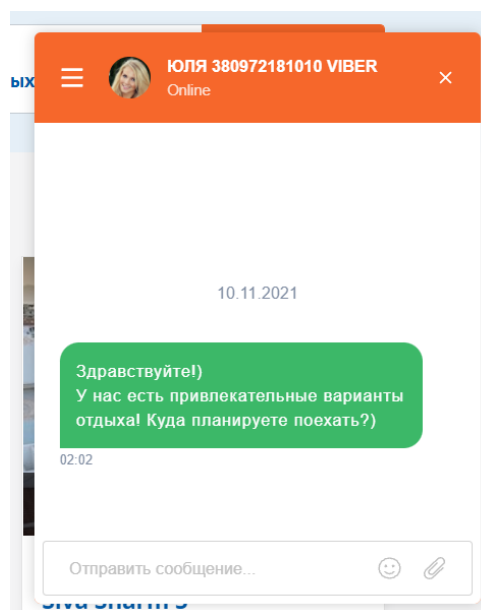 ЮЛЯ 380972181010 VIBER
Online
ых
10.11.2021
Здравствуйте!)
У нас есть привлекательные варианты
отдыха! Куда планируете поехать?)
02:02
Отправить сообщение...